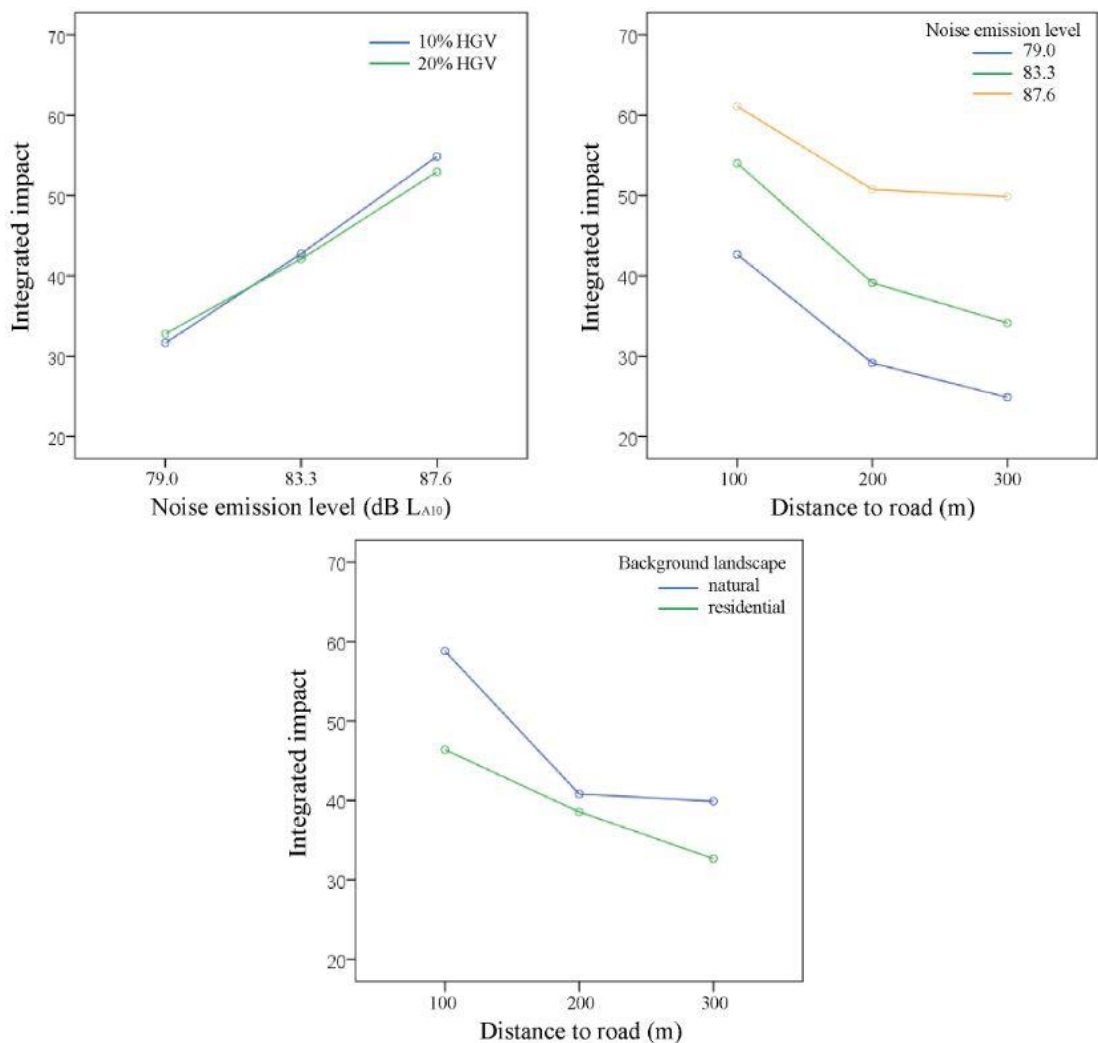 70
60
50
40
30
20
Integrated impact
10% HGV
20% HGV
79.0
83.3
87.6
Noise emission level (dB LA10)
70
60
50
40
30
20
Integrated impact
Noise emission level
79.0
83.3
87.6
100
200
300
Distance to road (m)
70
60
50
40
30
20
Integrated impact
Background landscape
natural
residential
100
200
300
Distance to road (m)